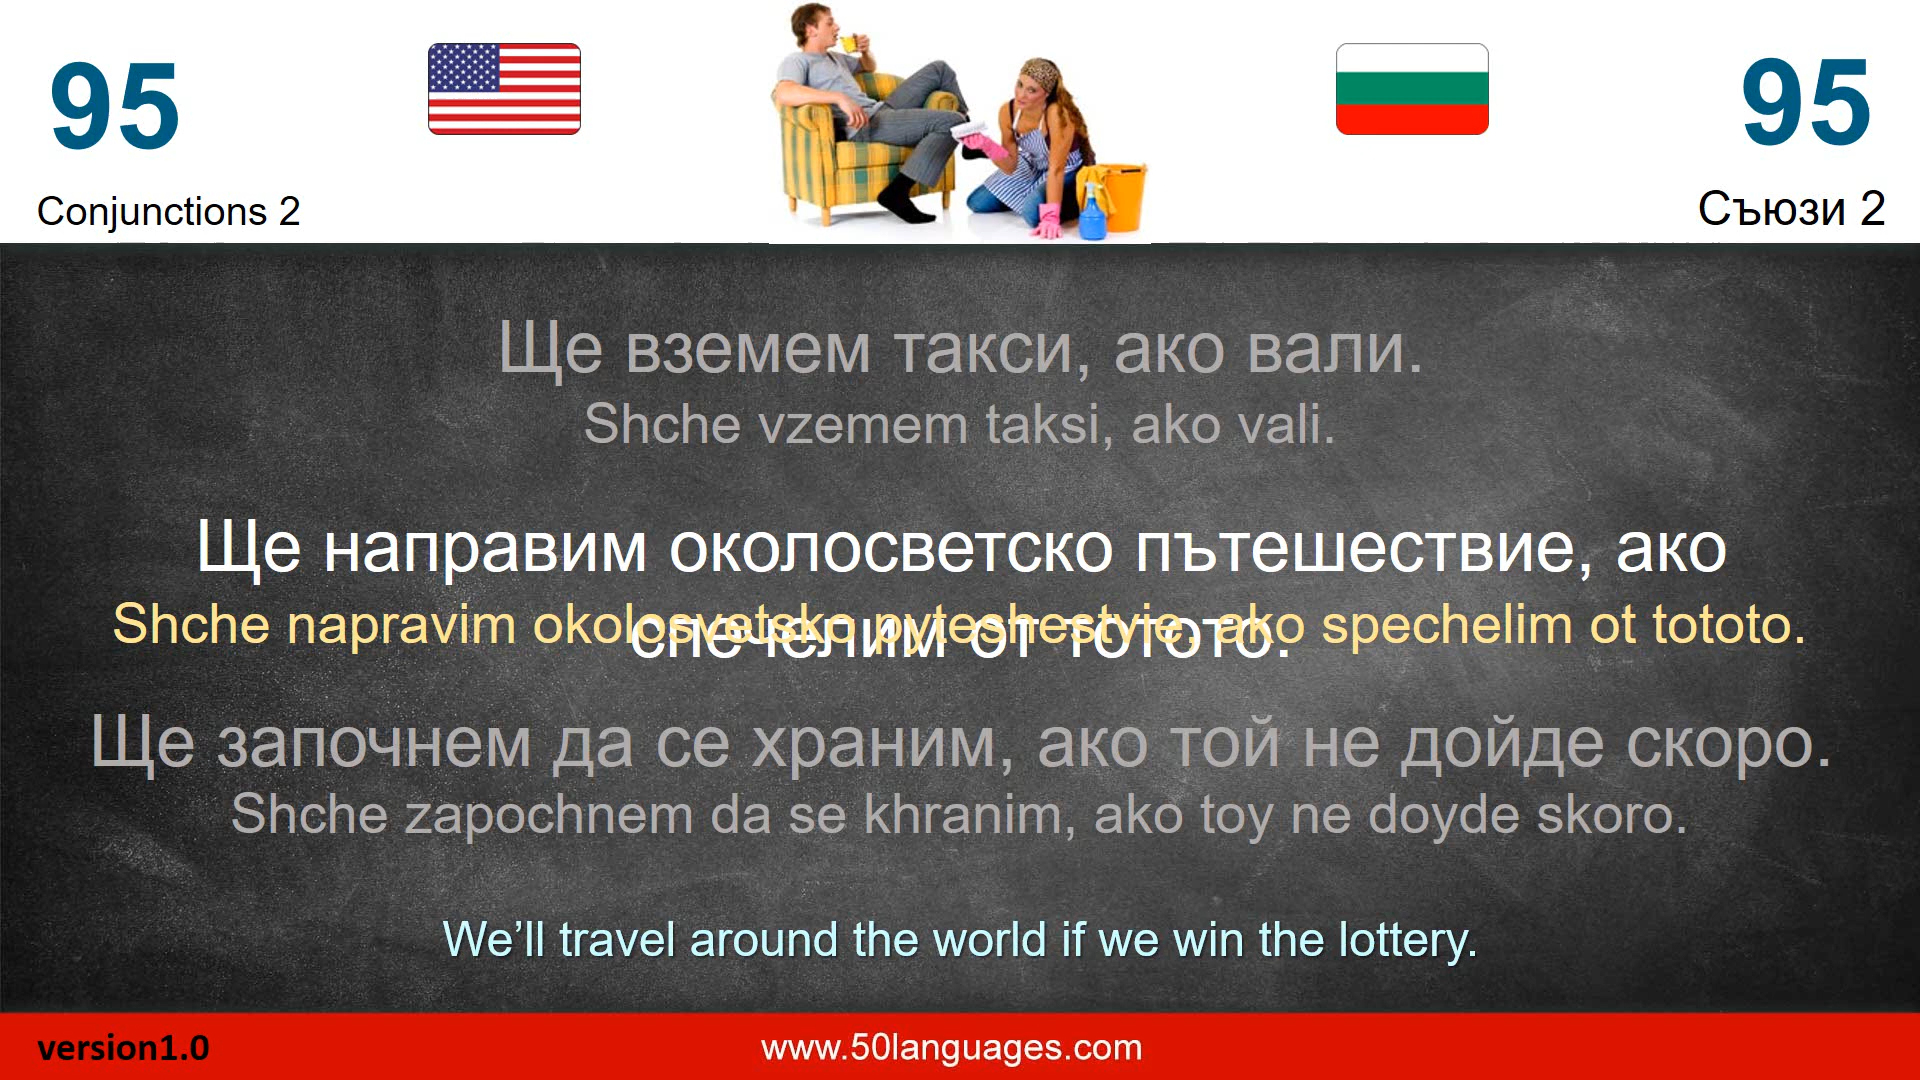 95
95
Conjunctions 2
Съюзи 2
Ще вземем такси, ако вали.
Shche vzemem taksi, ako vali.
Ще направим околосветско пътешествие, ако
спечелим от тотото.
Shche napravim okolosvetsko pyteshestvie, ako spechelim ot tototo.
Ще започнем да се храним, ако той не дойде скоро.
Shche zapochnem da se khranim, ako toy ne doyde skoro.
We’ll travel around the world if we win the lottery.
version1.0
www.50languages.com